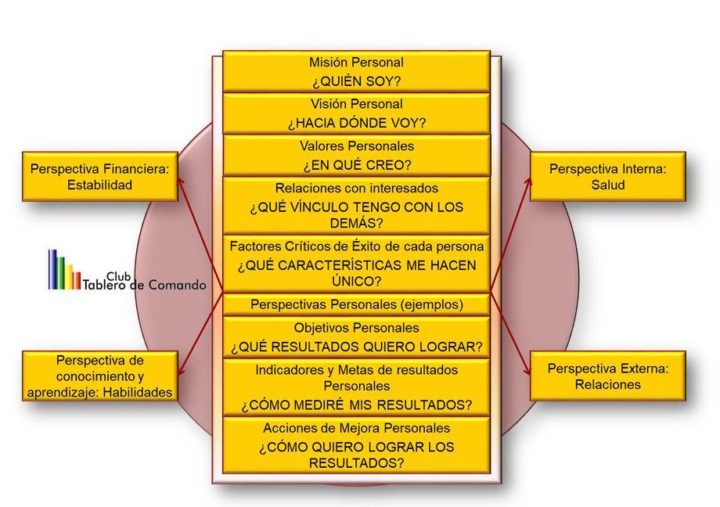 Misión Personal
¿QUIÉN SOY?
Visión Personal
¿HACIA DÓNDE VOY?
Valores Personales
¿EN QUÉ CREO?
Relaciones con interesados
¿QUÉ VÍNCULO TENGO CON LOS
DEMÁS?
Factores Críticos de Éxito de cada persona
¿QUÉ CARACTERÍSTICAS ME HACEN
ÚNICO?
Perspectivas Personales (ejemplos)
Objetivos Personales
¿QUÉ RESULTADOS QUIERO LOGRAR?
Indicadores y Metas de resultados
Personales
¿CÓMO MEDIRÉ MIS RESULTADOS?
Acciones de Mejora Personales
¿CÓMO QUIERO LOGRAR LOS
RESULTADOS?
Perspectiva Financiera:
Estabilidad
Perspectiva Interna:
Salud
Club
Tablero de Comando
Perspectiva de
conocimiento y
aprendizaje: Habilidades
Perspectiva Externa:
Relaciones